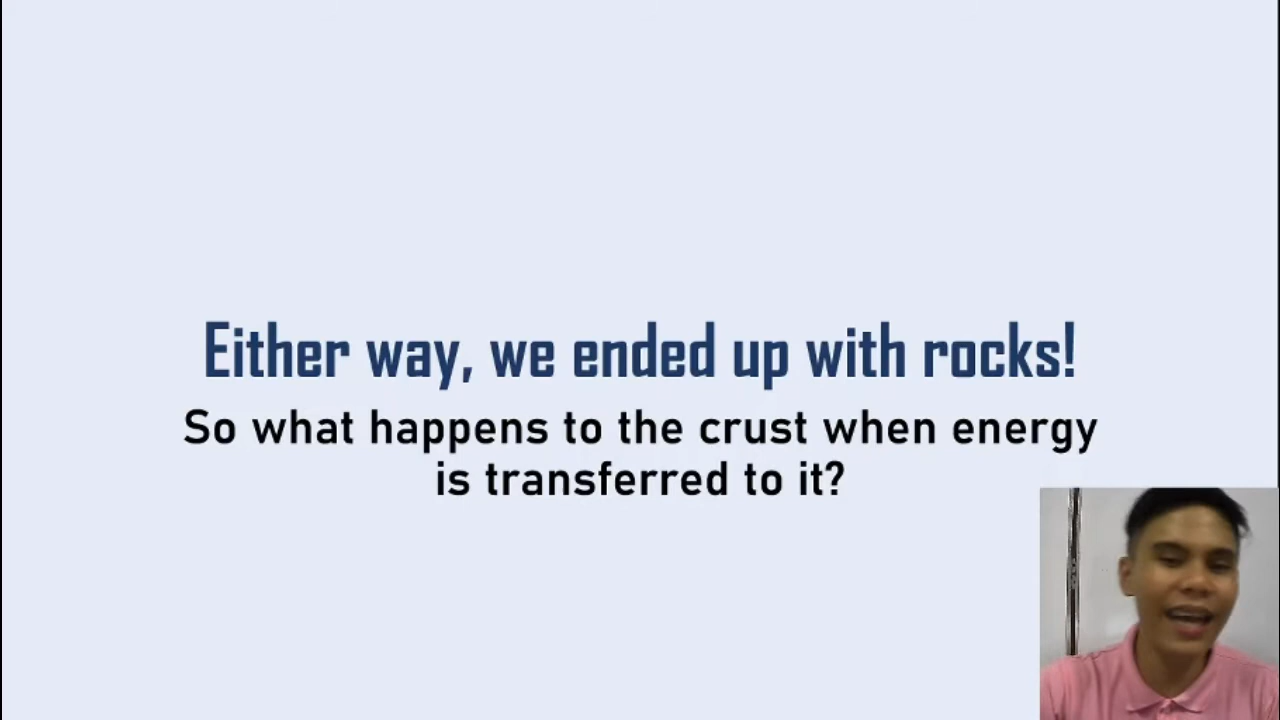 Either way, we ended up with rocks!
So what happens to the crust when energy
is transferred to it?